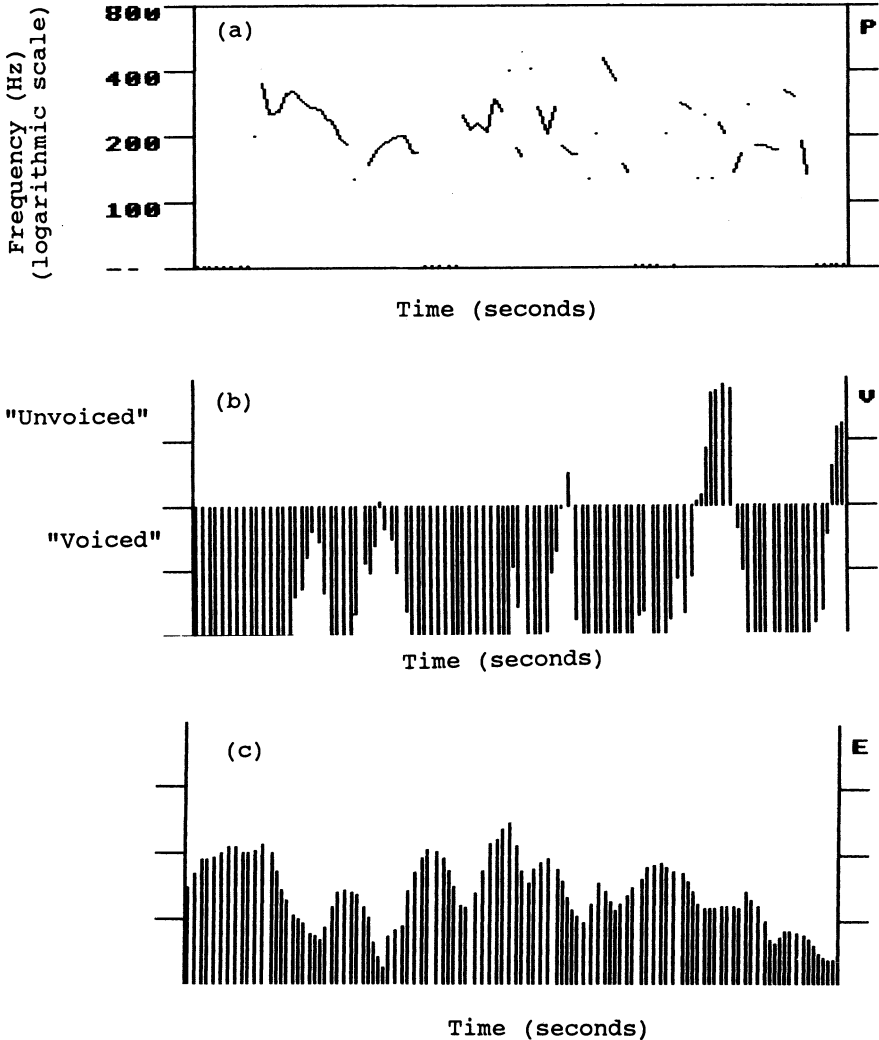 800
(a)
P
400
200
100
--
Frequency (Hz)
(logarithmic scale)
Time (seconds)
(b)
V
"Unvoiced"
"Voiced"
Time (seconds)
(c)
E
Time (seconds)